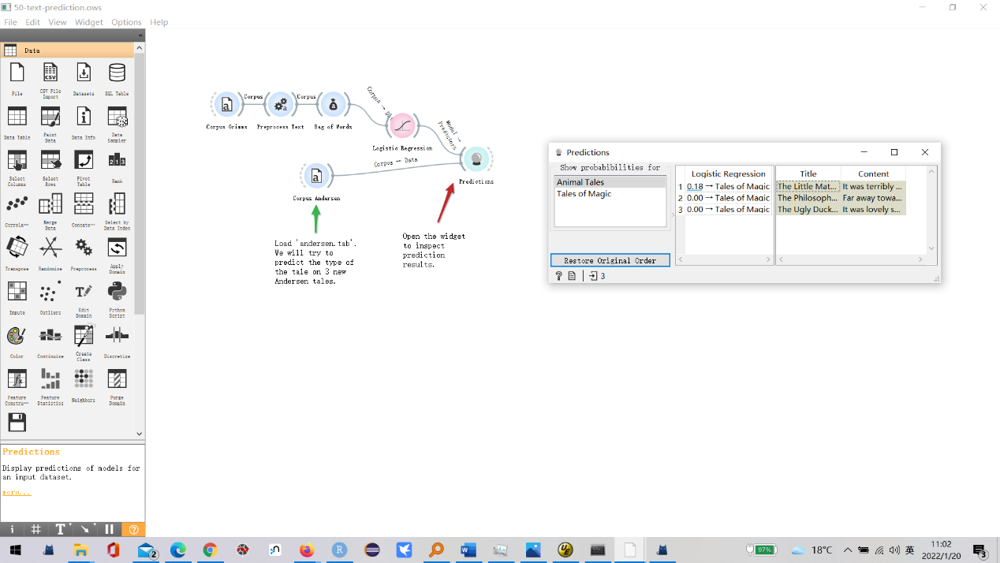 50-text-prediction.ows
File Edit View Widget Options Help
Data
File
CSV File Import
Datasets
SQL Table
Data Table
Paint Data
Data Info
Data Sampler
Select Columns
Select Rows
Pivot Table
Rank
Correla⋯
Merge Data
Concate⋯
Select by Data Index
Transpose
Randomize
Preprocess
Apply Domain
Impute
Outliers
Edit Domain
Python Script
Color
Continuize
Create Class
Discretize
Feature Constru⋯
Feature Statistics
Neighbors
Purge Domain
Predictions
Display predictions of models for
an input dataset.
more...
Corpus Grimms
Corpus
Preprocess Text
Corpus
Bag of Words
Corpus →
Logistic Regression
Model → Predictors
Corpus → Data
Predictions
Corpus Andersen
Load 'andersen.tab'.
We will try to
predict the type of
the tale on 3 new
Andersen tales.
Open the widget
to inspect
prediction
results.
Predictions
Show probabibilities for
Animal Tales
Tales of Magic
Restore Original Order
3
Logistic Regression Title Content
1 0.18 → Tales of Magic The Little Mat... It was terribly ...
2 0.00 → Tales of Magic The Philosoph... Far away towa...
3 0.00 → Tales of Magic The Ugly Duck... It was lovely s...
97%
18°C
英
11:02
2022/1/20
2
3